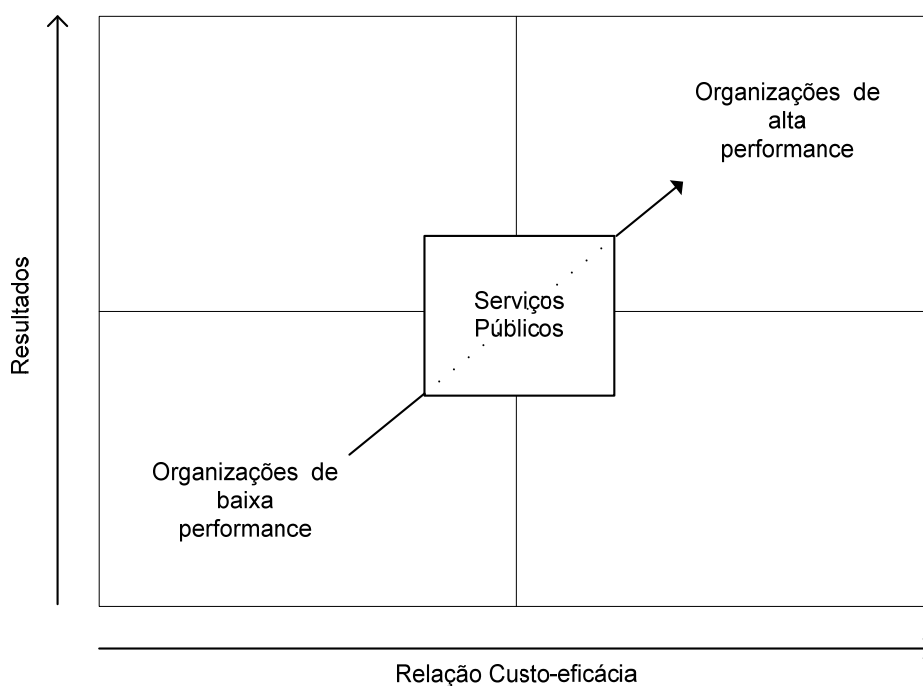 Organizações de
alta
performance
Resultados
Serviços
Públicos
Organizações de
baixa
performance
Relação Custo-eficácia